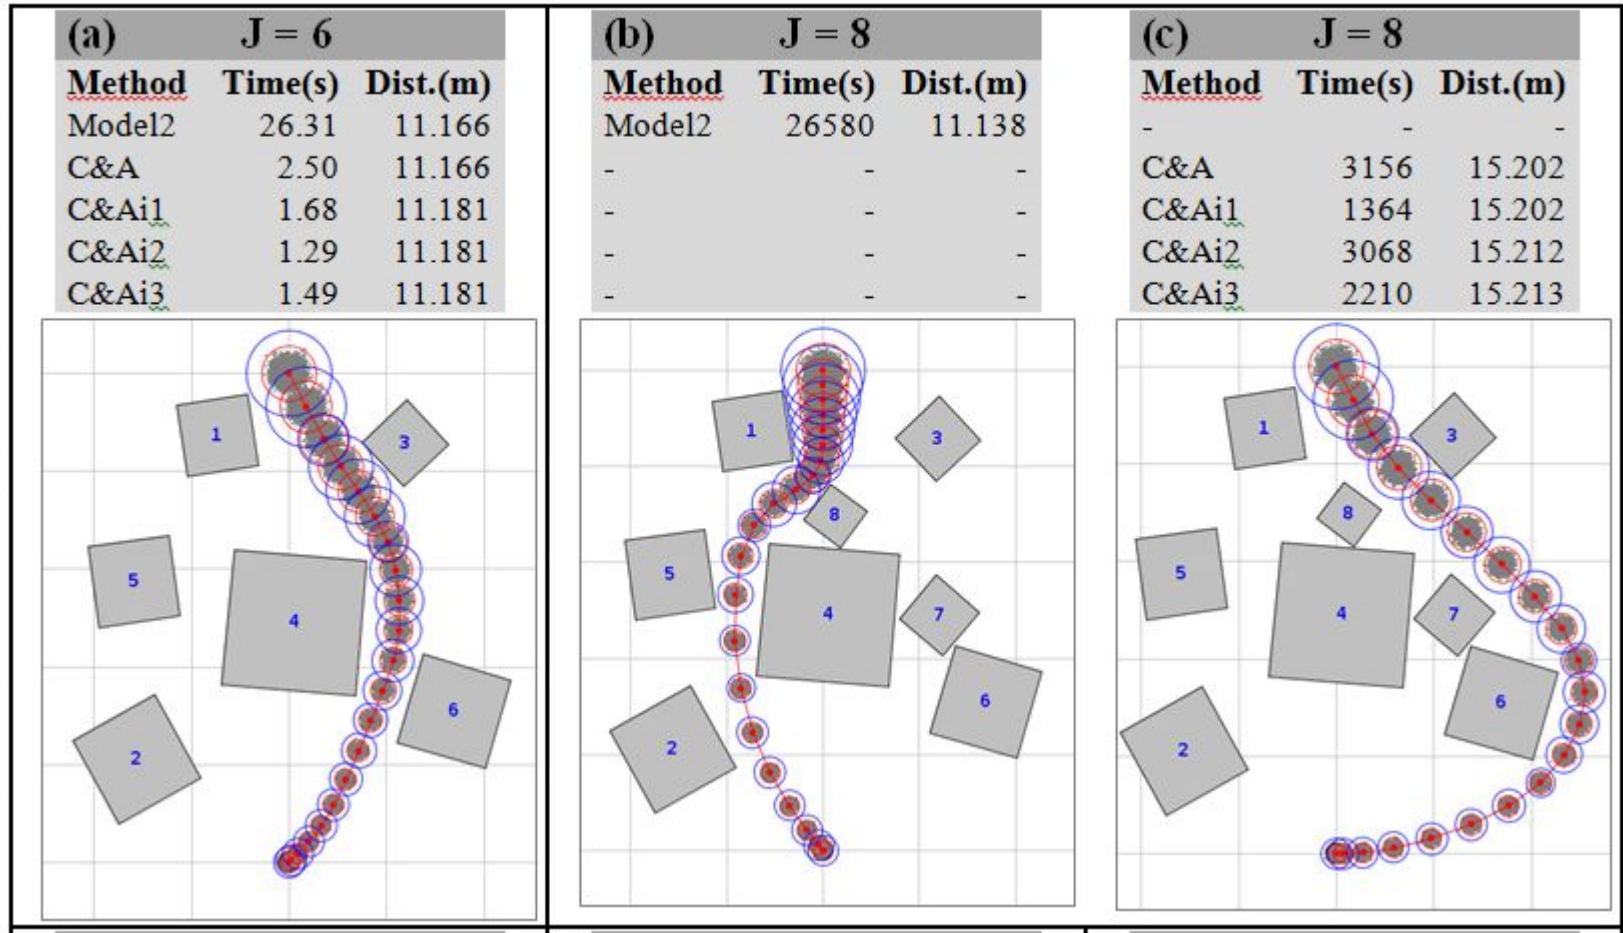 (a) J = 6
Method Time(s) Dist.(m)
Model2 26.31 11.166
C&A 2.50 11.166
C&Ai1 1.68 11.181
C&Ai2 1.29 11.181
C&Ai3 1.49 11.181
1
3
5
4
6
2
(b) J = 8
Method Time(s) Dist.(m)
Model2 26580 11.138
- - -
- - -
- - -
- - -
1
3
8
5
4
7
6
2
(c) J = 8
Method Time(s) Dist.(m)
- - -
C&A 3156 15.202
C&Ai1 1364 15.202
C&Ai2 3068 15.212
C&Ai3 2210 15.213
1
3
8
5
4
7
6
2